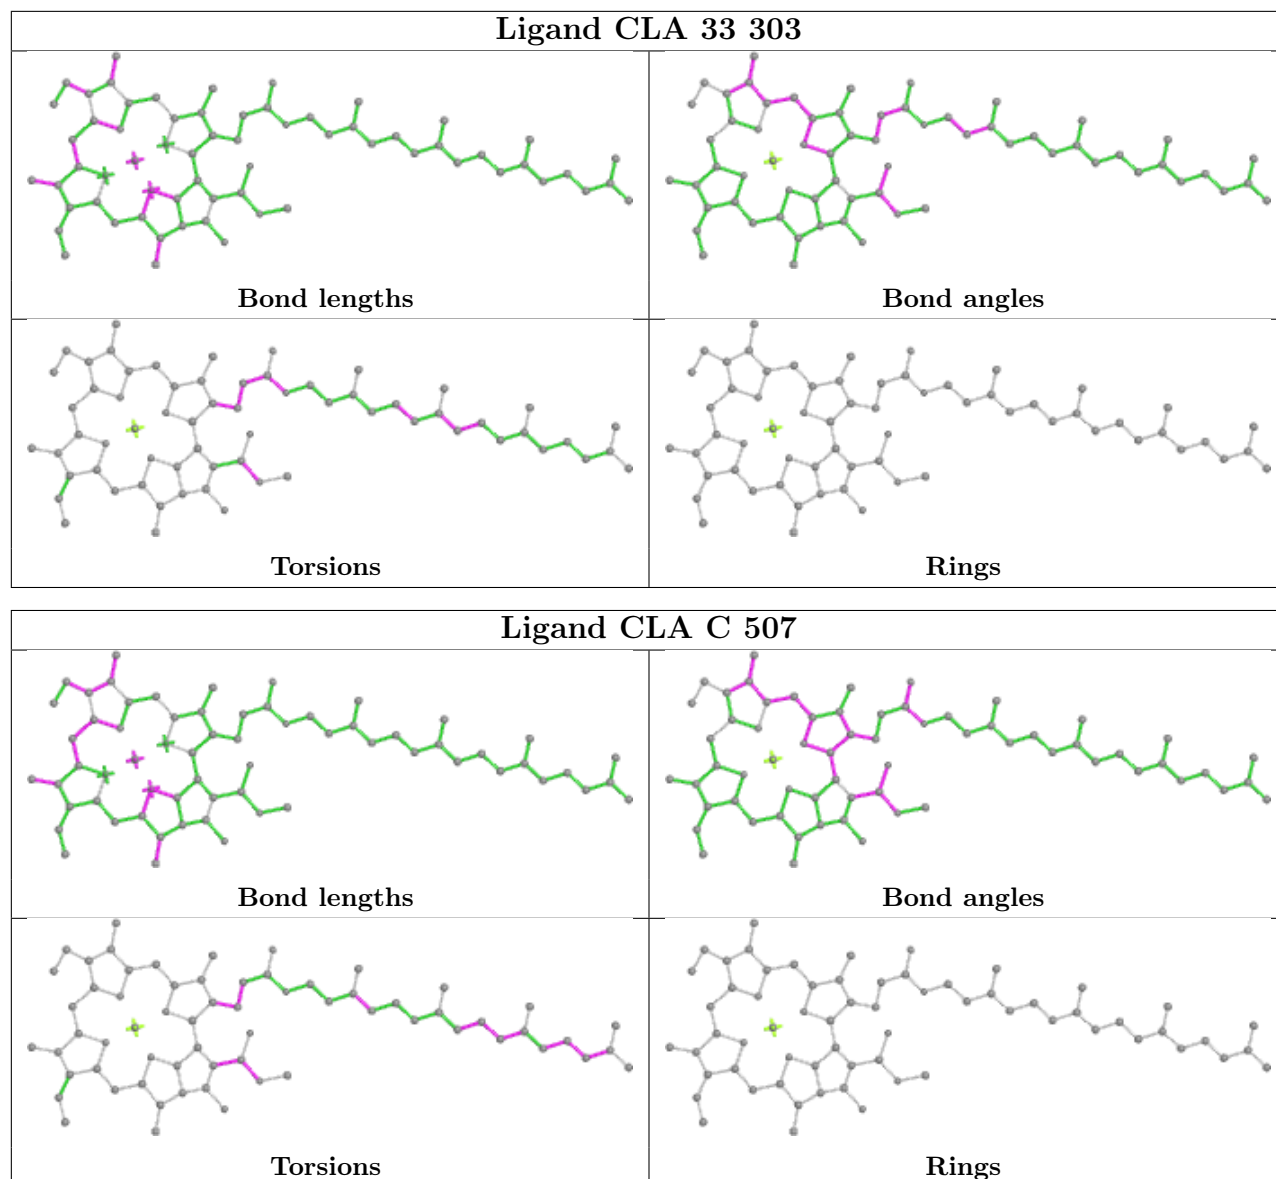 Ligand CLA 33 303
Bond lengths
Bond angles
Torsions
Rings
Ligand CLA C 507
Bond lengths
Bond angles
Torsions
Rings